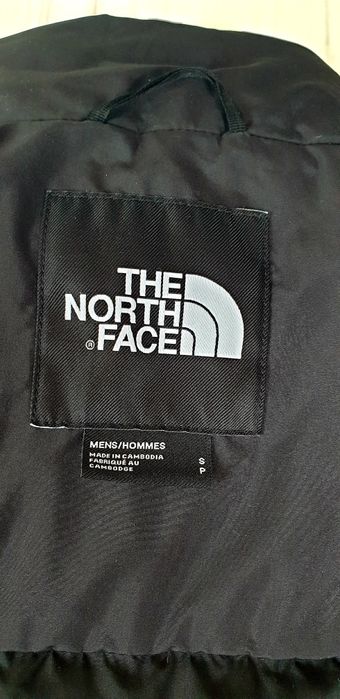 THE
NORTH
® FACE
MENS/HOMMES
MADE IN CAMBODIA S
FABRIQUÉ AU P
CAMBODGE